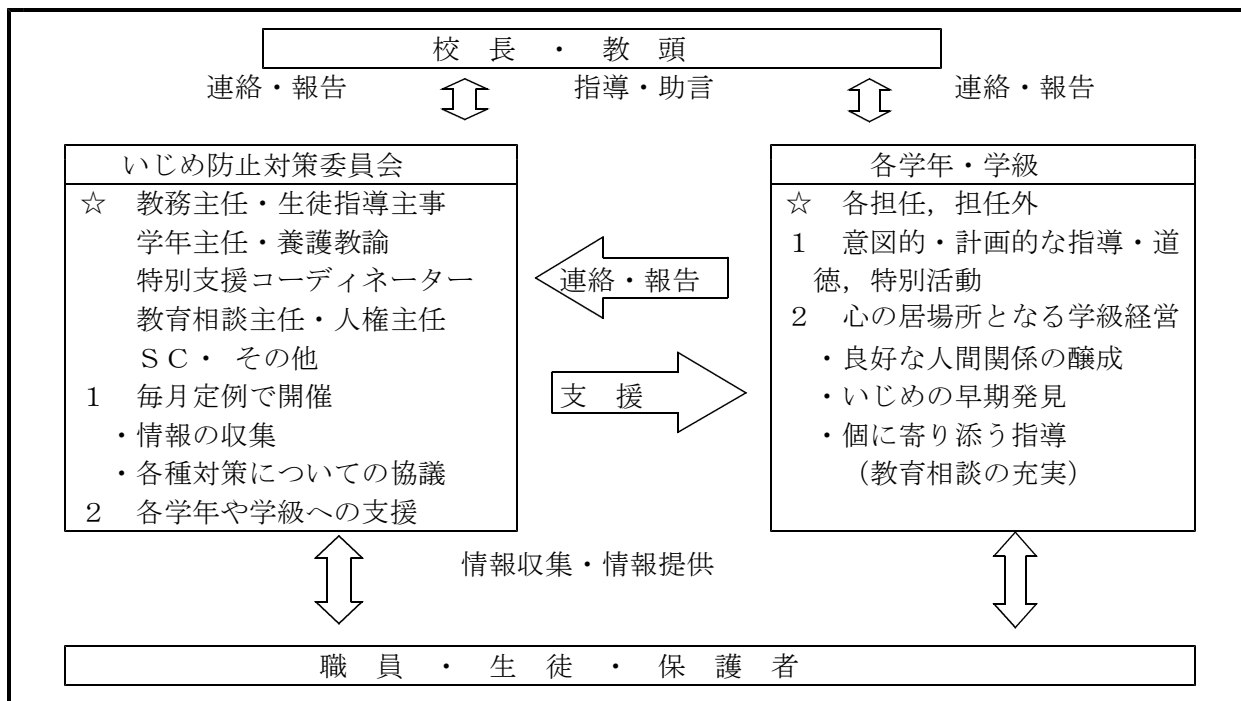 校　長　・　教　頭
連絡・報告　指導・助言　連絡・報告
いじめ防止対策委員会
☆　教務主任・生徒指導主事
学年主任・養護教諭
特別支援コーディネーター
教育相談主任・人権主任
ＳＣ・ その他
１　毎月定例で開催
・情報の収集
・各種対策についての協議
２　各学年や学級への支援
連絡・報告
支　援
各学年・学級
☆　各担任，担任外
１　意図的・計画的な指導・道
徳，特別活動
２　心の居場所となる学級経営
・良好な人間関係の醸成
・いじめの早期発見
・個に寄り添う指導
（教育相談の充実）
情報収集・情報提供
職　員　・　生　徒　・　保　護　者